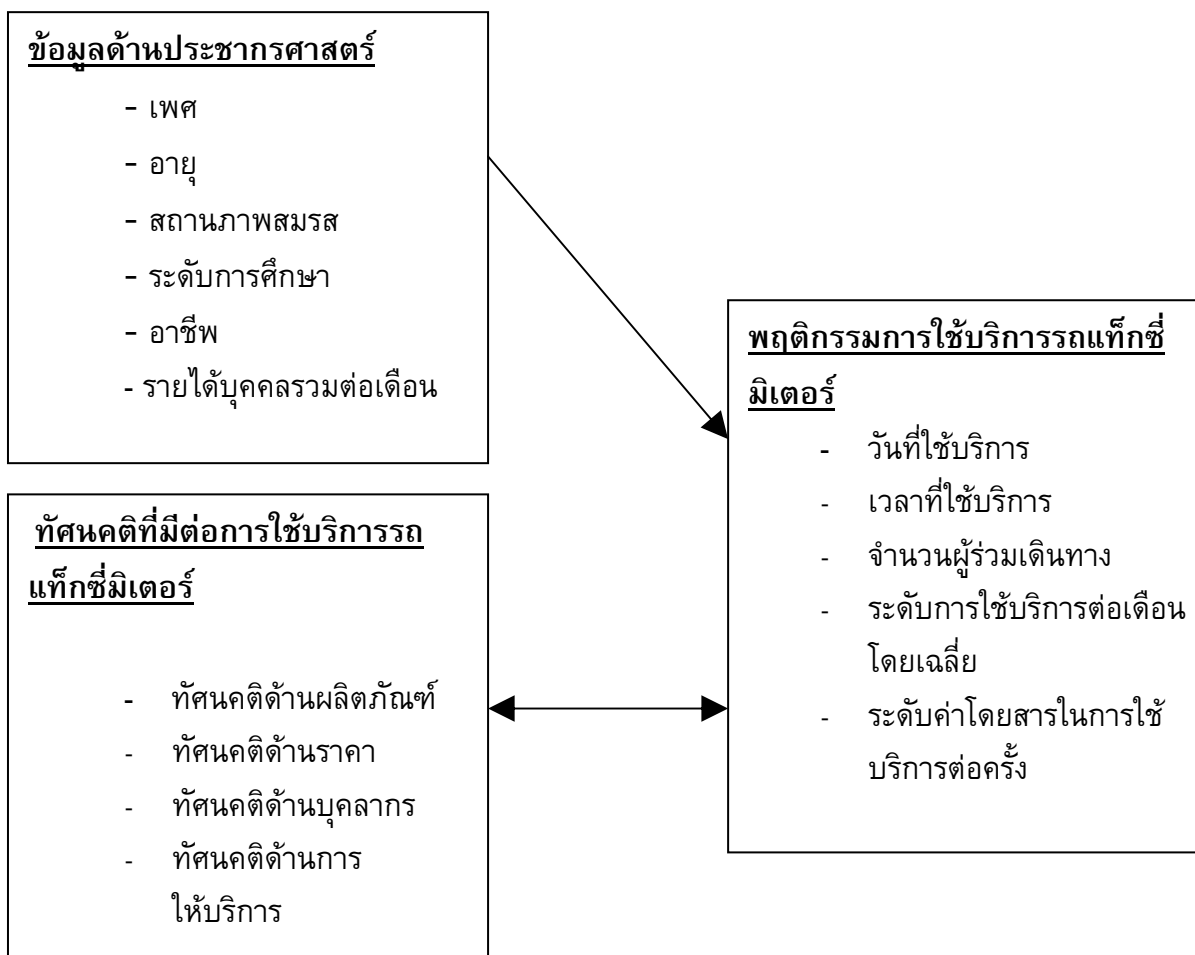 ข้อมูลด้านประชากรศาสตร์
- เพศ
- อายุ
- สถานภาพสมรส
- ระดับการศึกษา
- อาชีพ
- รายได้บุคคลรวมต่อเดือน
ทัศนคติที่มีต่อการใช้บริการรถ
แท็กซี่มิเตอร์
- ทัศนคติด้านผลิตภัณฑ์
- ทัศนคติด้านราคา
- ทัศนคติด้านบุคลากร
- ทัศนคติด้านการ
ให้บริการ
พฤติกรรมการใช้บริการรถแท็กซี่
มิเตอร์
- วันที่ใช้บริการ
- เวลาที่ใช้บริการ
- จำนวนผู้ร่วมเดินทาง
- ระดับการใช้บริการต่อเดือน
โดยเฉลี่ย
- ระดับค่าโดยสารในการใช้
บริการต่อครั้ง